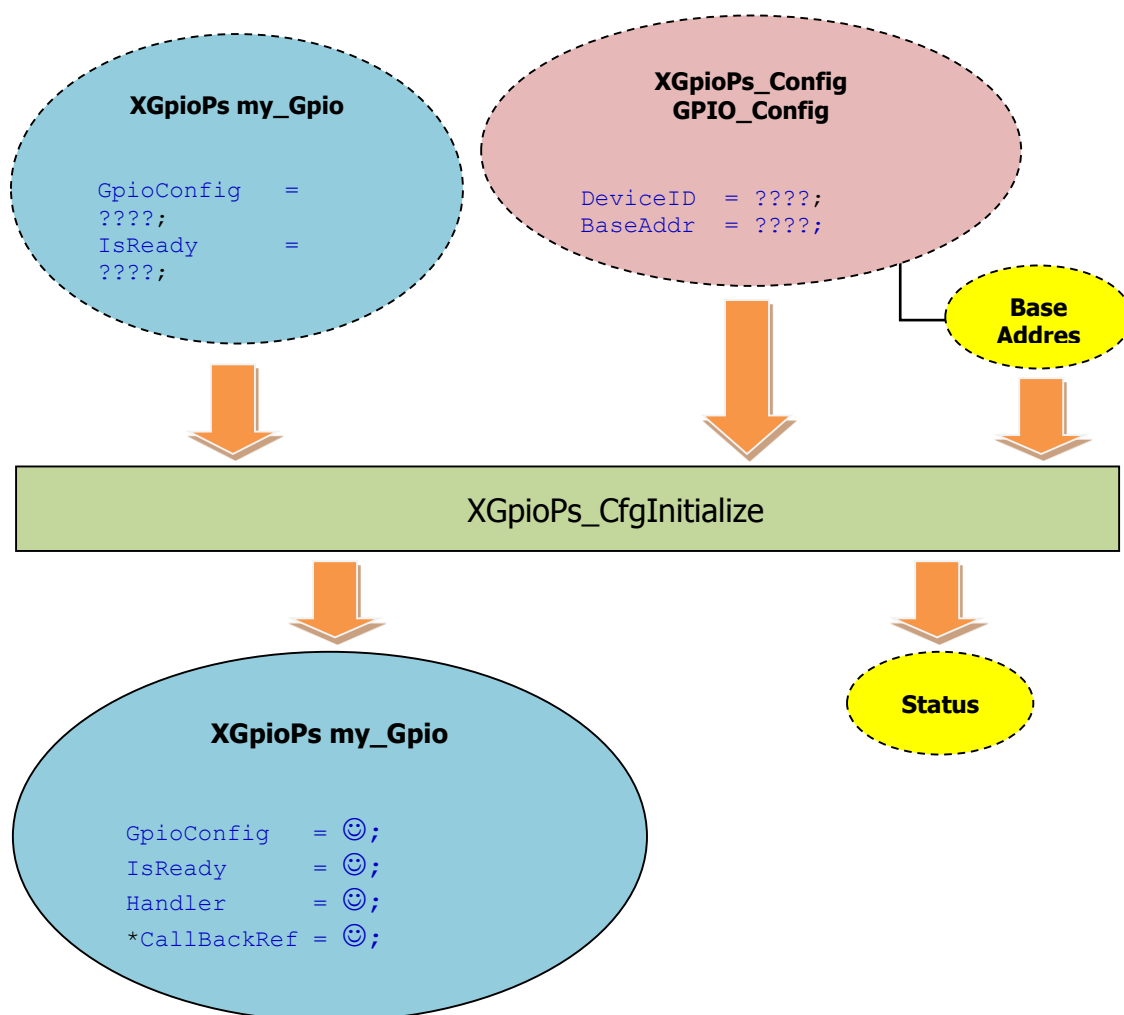 XGpioPs my_Gpio
GpioConfig   =
????;
IsReady      =
????;
XGpioPs_Config
GPIO_Config
DeviceID  = ????;
BaseAddr  = ????;
Base
Addres
XGpioPs_CfgInitialize
XGpioPs my_Gpio
GpioConfig   = ☺;
IsReady      = ☺;
Handler      = ☺;
*CallBackRef = ☺;
Status